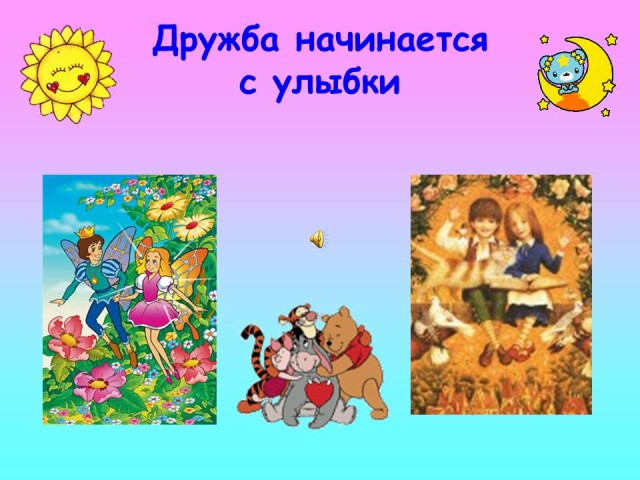 Дружба начинается
с улыбки